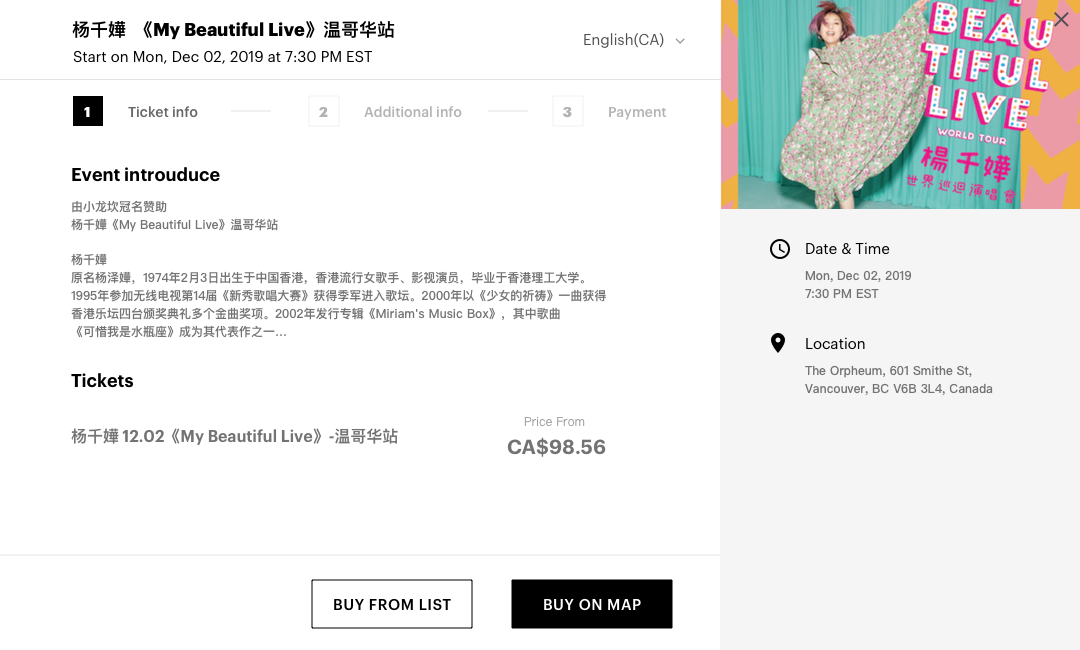 杨千嬅 《My Beautiful Live》温哥华站
Start on Mon, Dec 02, 2019 at 7:30 PM EST
English(CA)
1 Ticket info
2 Additional info
3 Payment
Event introuduce
由小龙坎冠名赞助
杨千嬅《My Beautiful Live》温哥华站
杨千嬅
原名杨泽嬅，1974年2月3日出生于中国香港，香港流行女歌手、影视演员，毕业于香港理工大学。
1995年参加无线电视第14届《新秀歌唱大赛》获得季军进入歌坛。2000年以《少女的祈祷》一曲获得
香港乐坛四台颁奖典礼多个金曲奖项。2002年发行专辑《Miriam's Music Box》，其中歌曲
《可惜我是水瓶座》成为其代表作之一...
Tickets
杨千嬅 12.02《My Beautiful Live》-温哥华站
Price From
CA$98.56
BUY FROM LIST
BUY ON MAP
BEAU
TIFUL
LIVE
WORLD TOUR
楊千嬅
世界巡迴演唱會
Date & Time
Mon, Dec 02, 2019
7:30 PM EST
Location
The Orpheum, 601 Smithe St,
Vancouver, BC V6B 3L4, Canada